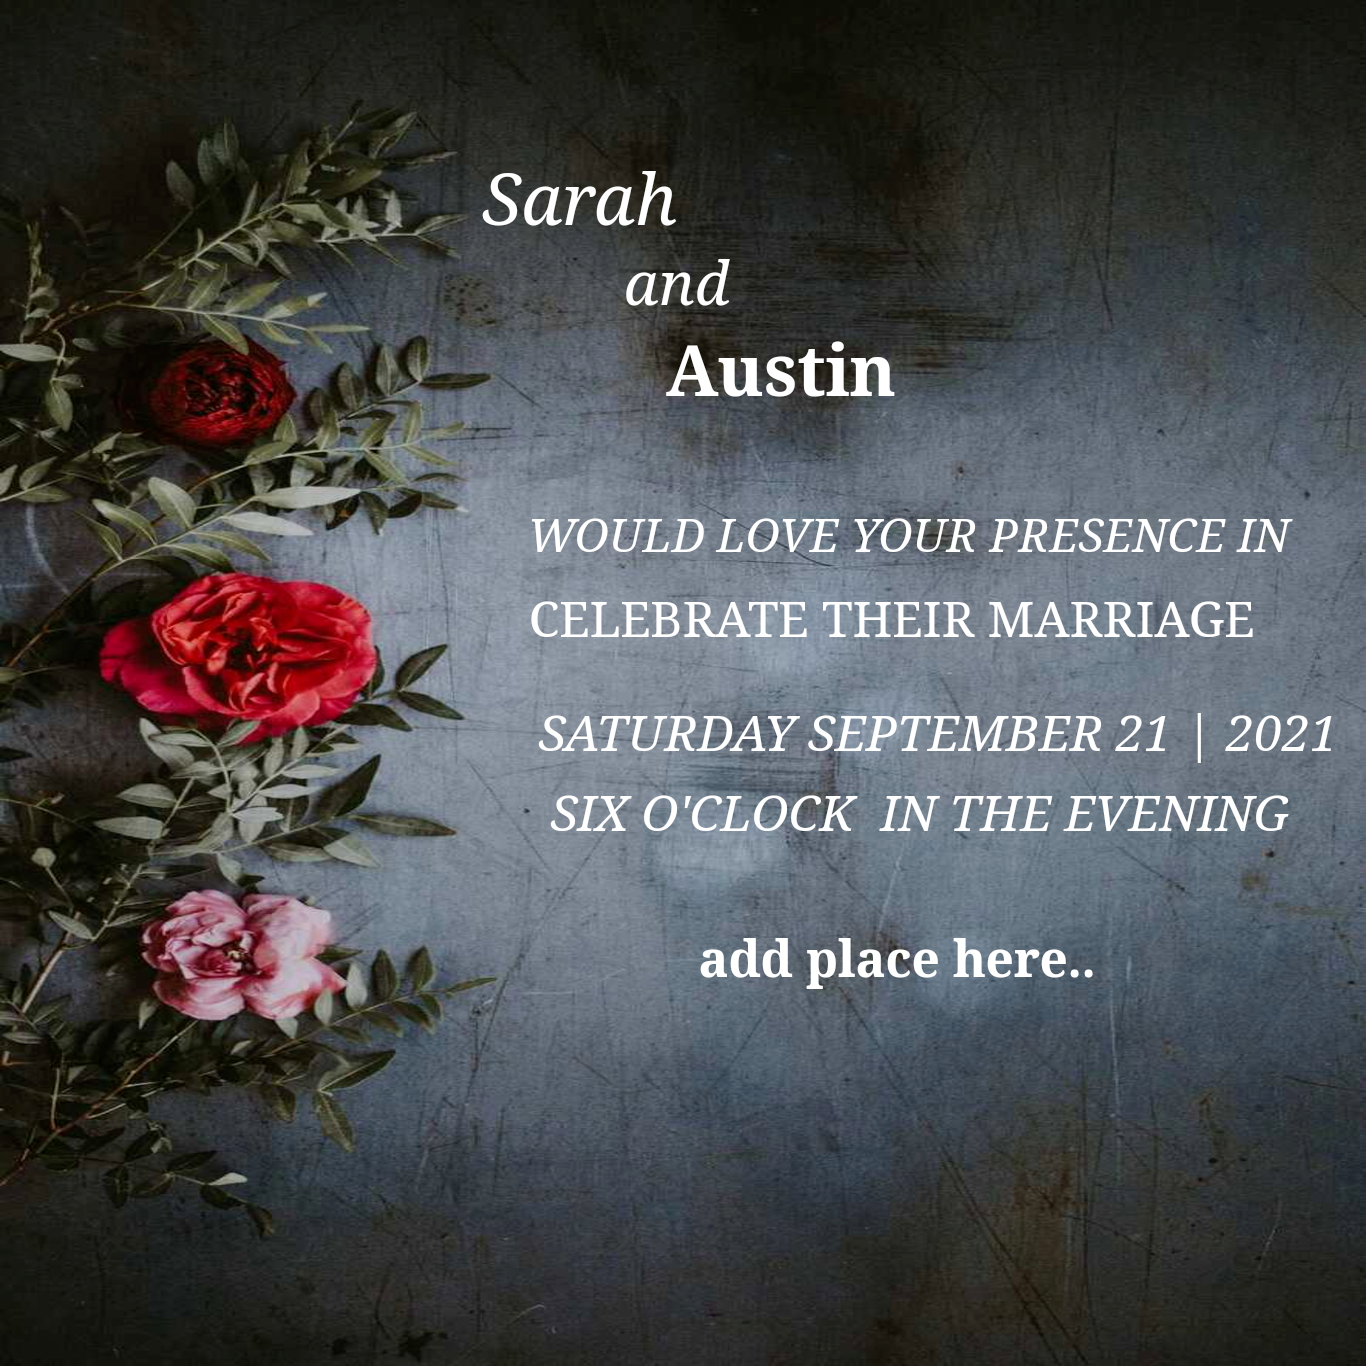 Sarah
and
Austin
WOULD LOVE YOUR PRESENCE IN
CELEBRATE THEIR MARRIAGE
SATURDAY SEPTEMBER 21 | 2021
SIX O'CLOCK  IN THE EVENING
add place here..